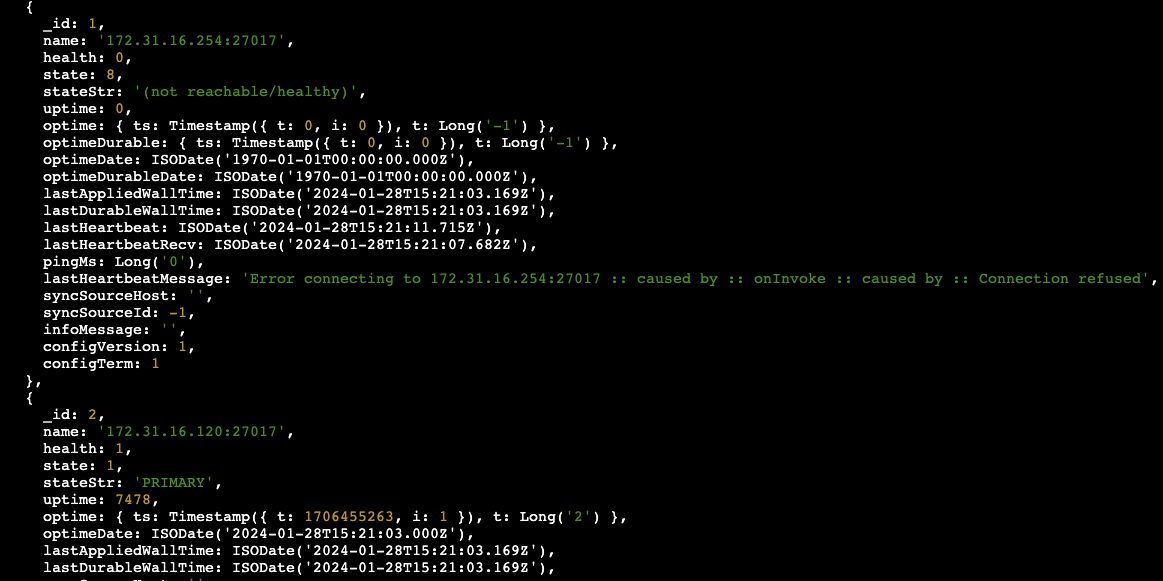 {
_id: 1,
name: '172.31.16.254:27017',
health: 0,
state: 8,
stateStr: '(not reachable/healthy)',
uptime: 0,
optime: { ts: Timestamp({ t: 0, i: 0 }), t: Long('-1') },
optimeDurable: { ts: Timestamp({ t: 0, i: 0 }), t: Long('-1') },
optimeDate: ISODate('1970-01-01T00:00:00.000Z'),
optimeDurableDate: ISODate('1970-01-01T00:00:00.000Z'),
lastAppliedWallTime: ISODate('2024-01-28T15:21:03.169Z'),
lastDurableWallTime: ISODate('2024-01-28T15:21:03.169Z'),
lastHeartbeat: ISODate('2024-01-28T15:21:11.715Z'),
lastHeartbeatRecv: ISODate('2024-01-28T15:21:07.682Z'),
pingMs: Long('0'),
lastHeartbeatMessage: 'Error connecting to 172.31.16.254:27017 :: caused by :: onInvoke :: caused by :: Connection refused',
syncSourceHost: '',
syncSourceId: -1,
infoMessage: '',
configVersion: 1,
configTerm: 1
},
{
_id: 2,
name: '172.31.16.120:27017',
health: 1,
state: 1,
stateStr: 'PRIMARY',
uptime: 7478,
optime: { ts: Timestamp({ t: 1706455263, i: 1 }), t: Long('2') },
optimeDate: ISODate('2024-01-28T15:21:03.000Z'),
lastAppliedWallTime: ISODate('2024-01-28T15:21:03.169Z'),
lastDurableWallTime: ISODate('2024-01-28T15:21:03.169Z'),